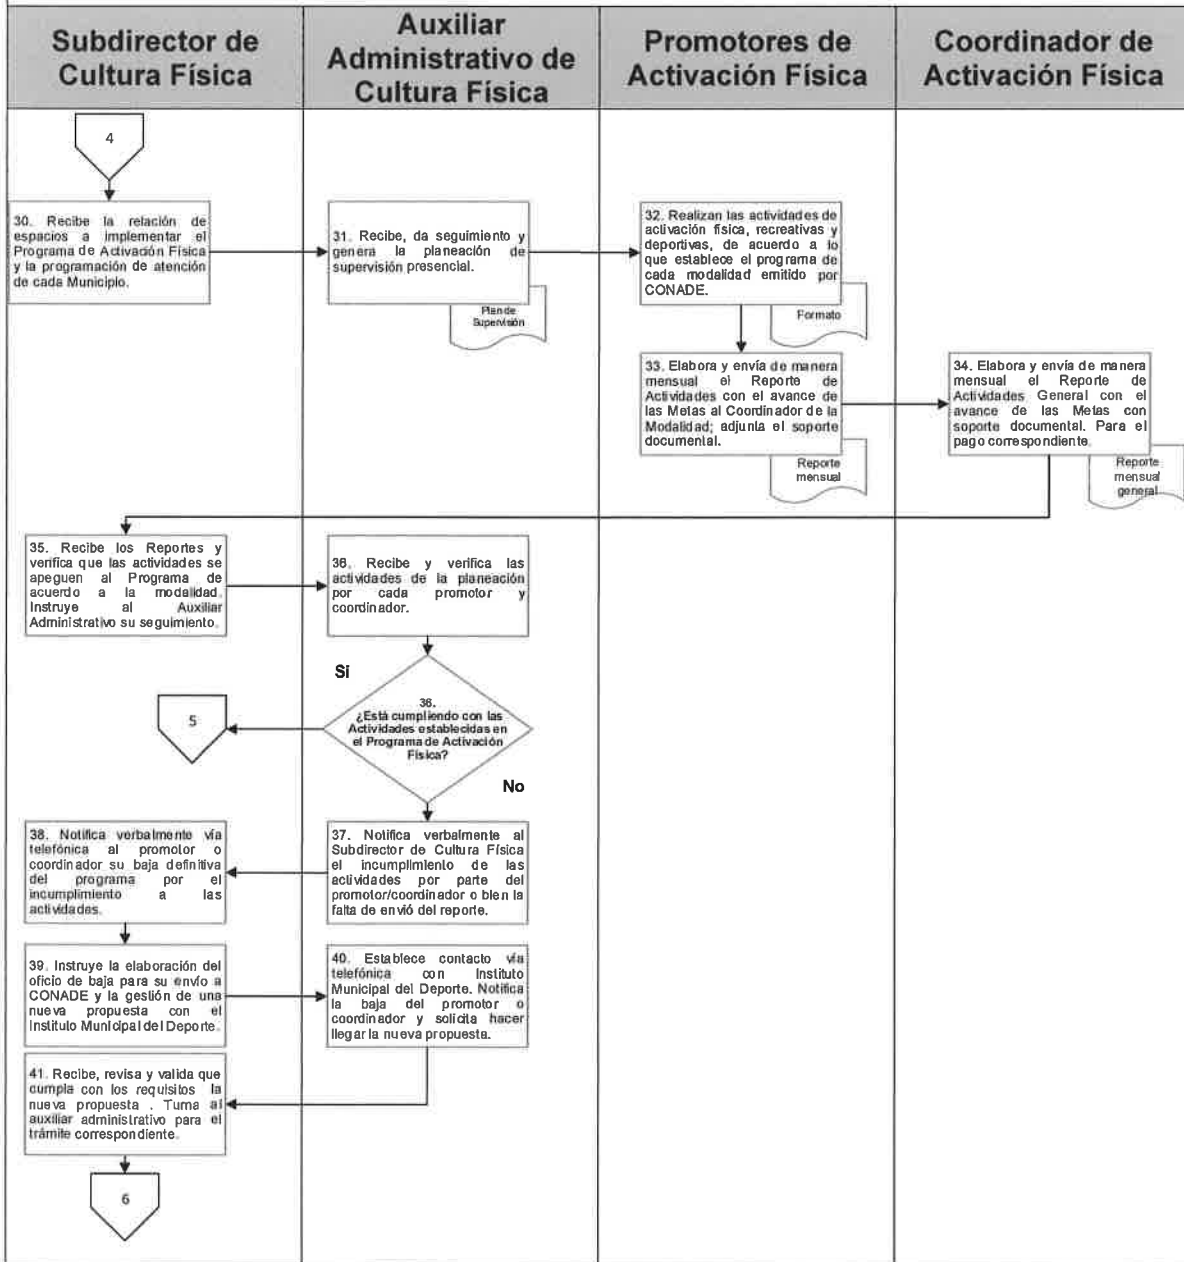 Subdirector de
Cultura Física
Auxiliar
Administrativo de
Cultura Física
Promotores de
Activación Física
Coordinador de
Activación Física
4
30. Recibe la relación de
espacios a implementar el
Programa de Activación Física
y la programación de atención
de cada Municipio.
31. Recibe, da seguimiento y
genera la planeación de
supervisión presencial.
Plan de
Supervisión
32. Realizan las actividades de
activación física, recreativas y
deportivas, de acuerdo a lo
que establece el programa de
cada modalidad emitido por
CONADE.
Formato
33. Elabora y envía de manera
mensual el Reporte de
Actividades con el avance de
las Metas al Coordinador de la
Modalidad; adjunta el soporte
documental.
Reporte
mensual
34. Elabora y envía de manera
mensual el Reporte de
Actividades General con el
avance de las Metas con
soporte documental. Para el
pago correspondiente.
Reporte
mensual
general
35. Recibe los Reportes y
verifica que las actividades se
apeguen al Programa de
acuerdo a la modalidad.
Instruye al Auxiliar
Administrativo su seguimiento.
36. Recibe y verifica las
actividades de la planeación
por cada promotor y
coordinador.
Sí
36.
¿Está cumpliendo con las
Actividades establecidas en
el Programa de Activación
Física?
5
No
38. Notifica verbalmente vía
telefónica al promotor o
coordinador su baja definitiva
del programa por el
incumplimiento a las
actividades.
37. Notifica verbalmente al
Subdirector de Cultura Física
el incumplimiento de las
actividades por parte del
promotor/coordinador o bien la
falta de envió del reporte.
39. Instruye la elaboración del
oficio de baja para su envío a
CONADE y la gestión de una
nueva propuesta con el
Instituto Municipal del Deporte.
40. Establece contacto vía
telefónica con Instituto
Municipal del Deporte. Notifica
la baja del promotor o
coordinador y solicita hacer
llegar la nueva propuesta.
41. Recibe, revisa y valida que
cumpla con los requisitos la
nueva propuesta . Turna al
auxiliar administrativo para el
trámite correspondiente.
6